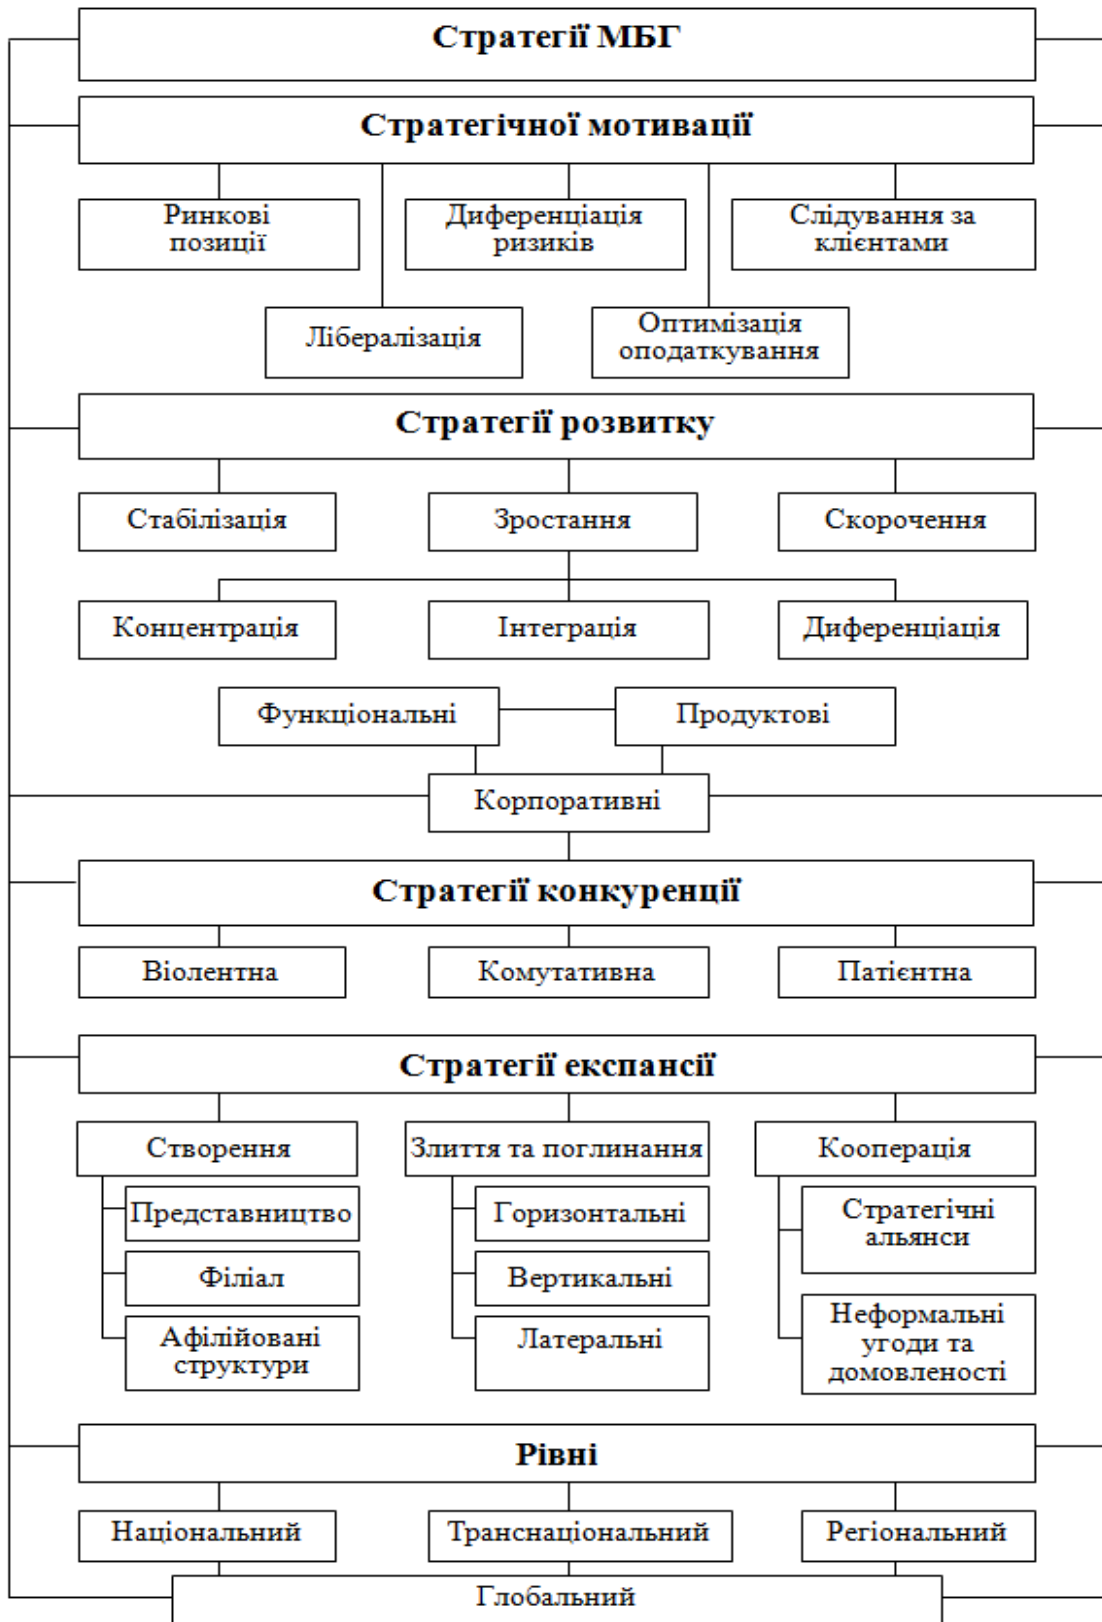 Стратегії МБГ
Стратегічної мотивації
Ринкові
позиції
Диференціація
ризиків
Слідування за
клієнтами
Лібералізація
Оптимізація
оподаткування
Стратегії розвитку
Стабілізація
Зростання
Скорочення
Концентрація
Інтеграція
Диференціація
Функціональні
Продуктові
Корпоративні
Стратегії конкуренції
Віолентна
Комутативна
Патієнтна
Стратегії експансії
Створення
Злиття та поглинання
Кооперація
Представництво
Філіал
Афілійовані
структури
Горизонтальні
Вертикальні
Латеральні
Стратегічні
альянси
Неформальні
угоди та
домовленості
Рівні
Національний
Транснаціональний
Регіональний
Глобальний